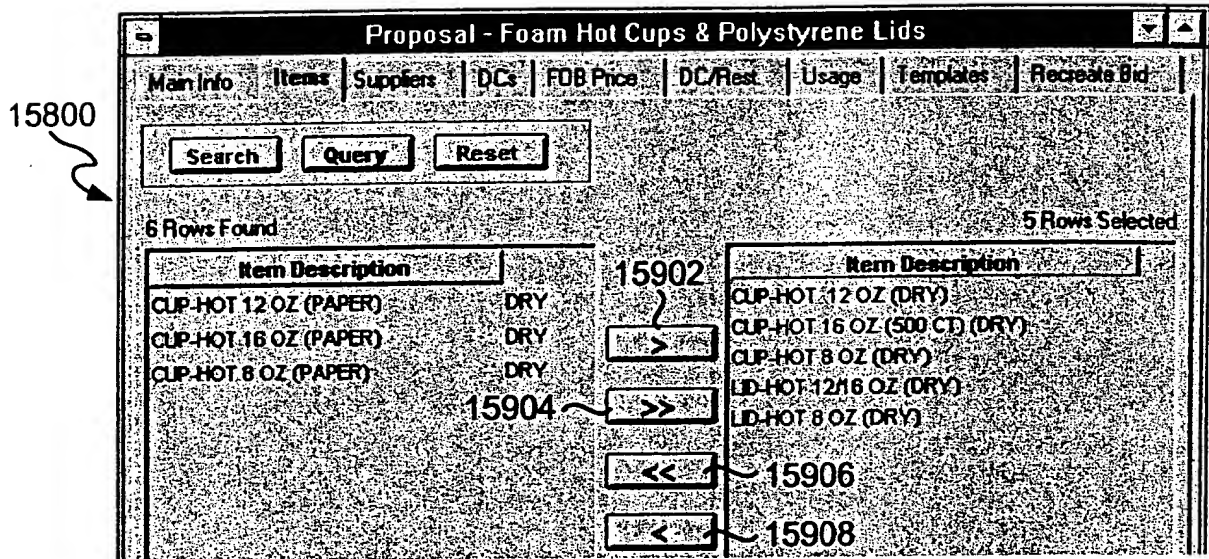 Proposal - Foam Hot Cups & Polystyrene Lids
Main Info Items Suppliers DCs FOB Price DC/Rest Usage Templates Recreate Bid
15800
Search Query Reset
6 Rows Found 5 Rows Selected
Item Description 15902 Item Description
CUP-HOT 12 OZ (PAPER) DRY CUP-HOT 12 OZ (DRY)
CUP-HOT 16 OZ (PAPER) DRY > CUP-HOT 16 OZ (500 CT) (DRY)
CUP-HOT 8 OZ (PAPER) DRY CUP-HOT 8 OZ (DRY)
LID-HOT 12/16 OZ (DRY)
15904 >> LID-HOT 8 OZ (DRY)
<< 15906
< 15908